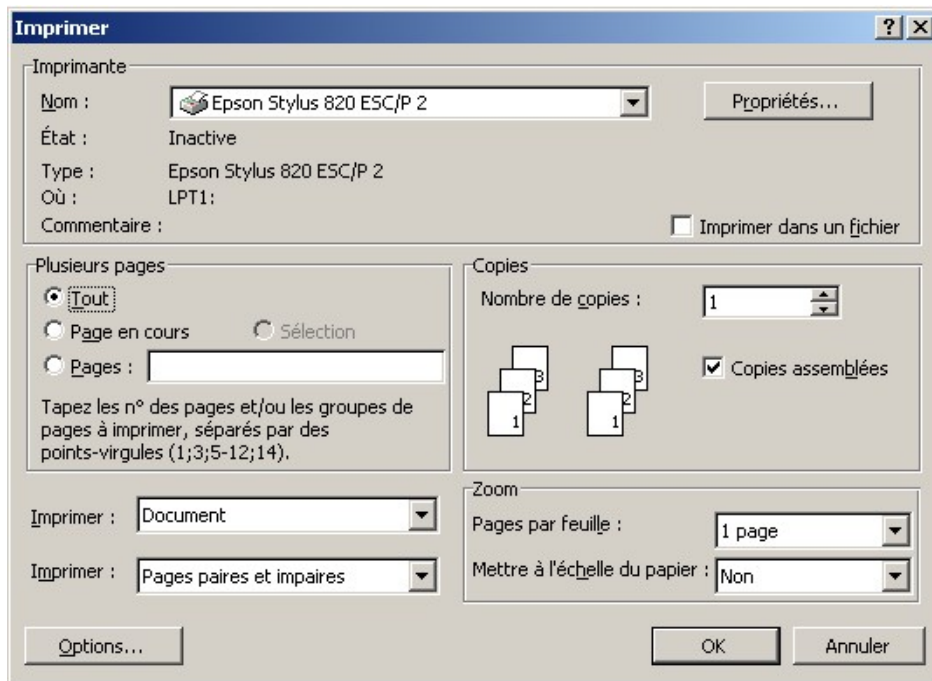 Imprimer
Imprimante
Nom : Epson Stylus 820 ESC/P 2 Propriétés...
État : Inactive
Type : Epson Stylus 820 ESC/P 2
Où : LPT1:
Commentaire : Imprimer dans un fichier
Plusieurs pages
Tout
Page en cours Sélection
Pages :
Tapez les n° des pages et/ou les groupes de
pages à imprimer, séparés par des
points-virgules (1;3;5-12;14).
Copies
Nombre de copies : 1
3 3
2 2
1 1
Copies assemblées
Imprimer : Document
Imprimer : Pages paires et impaires
Zoom
Pages par feuille : 1 page
Mettre à l'échelle du papier : Non
Options... OK Annuler